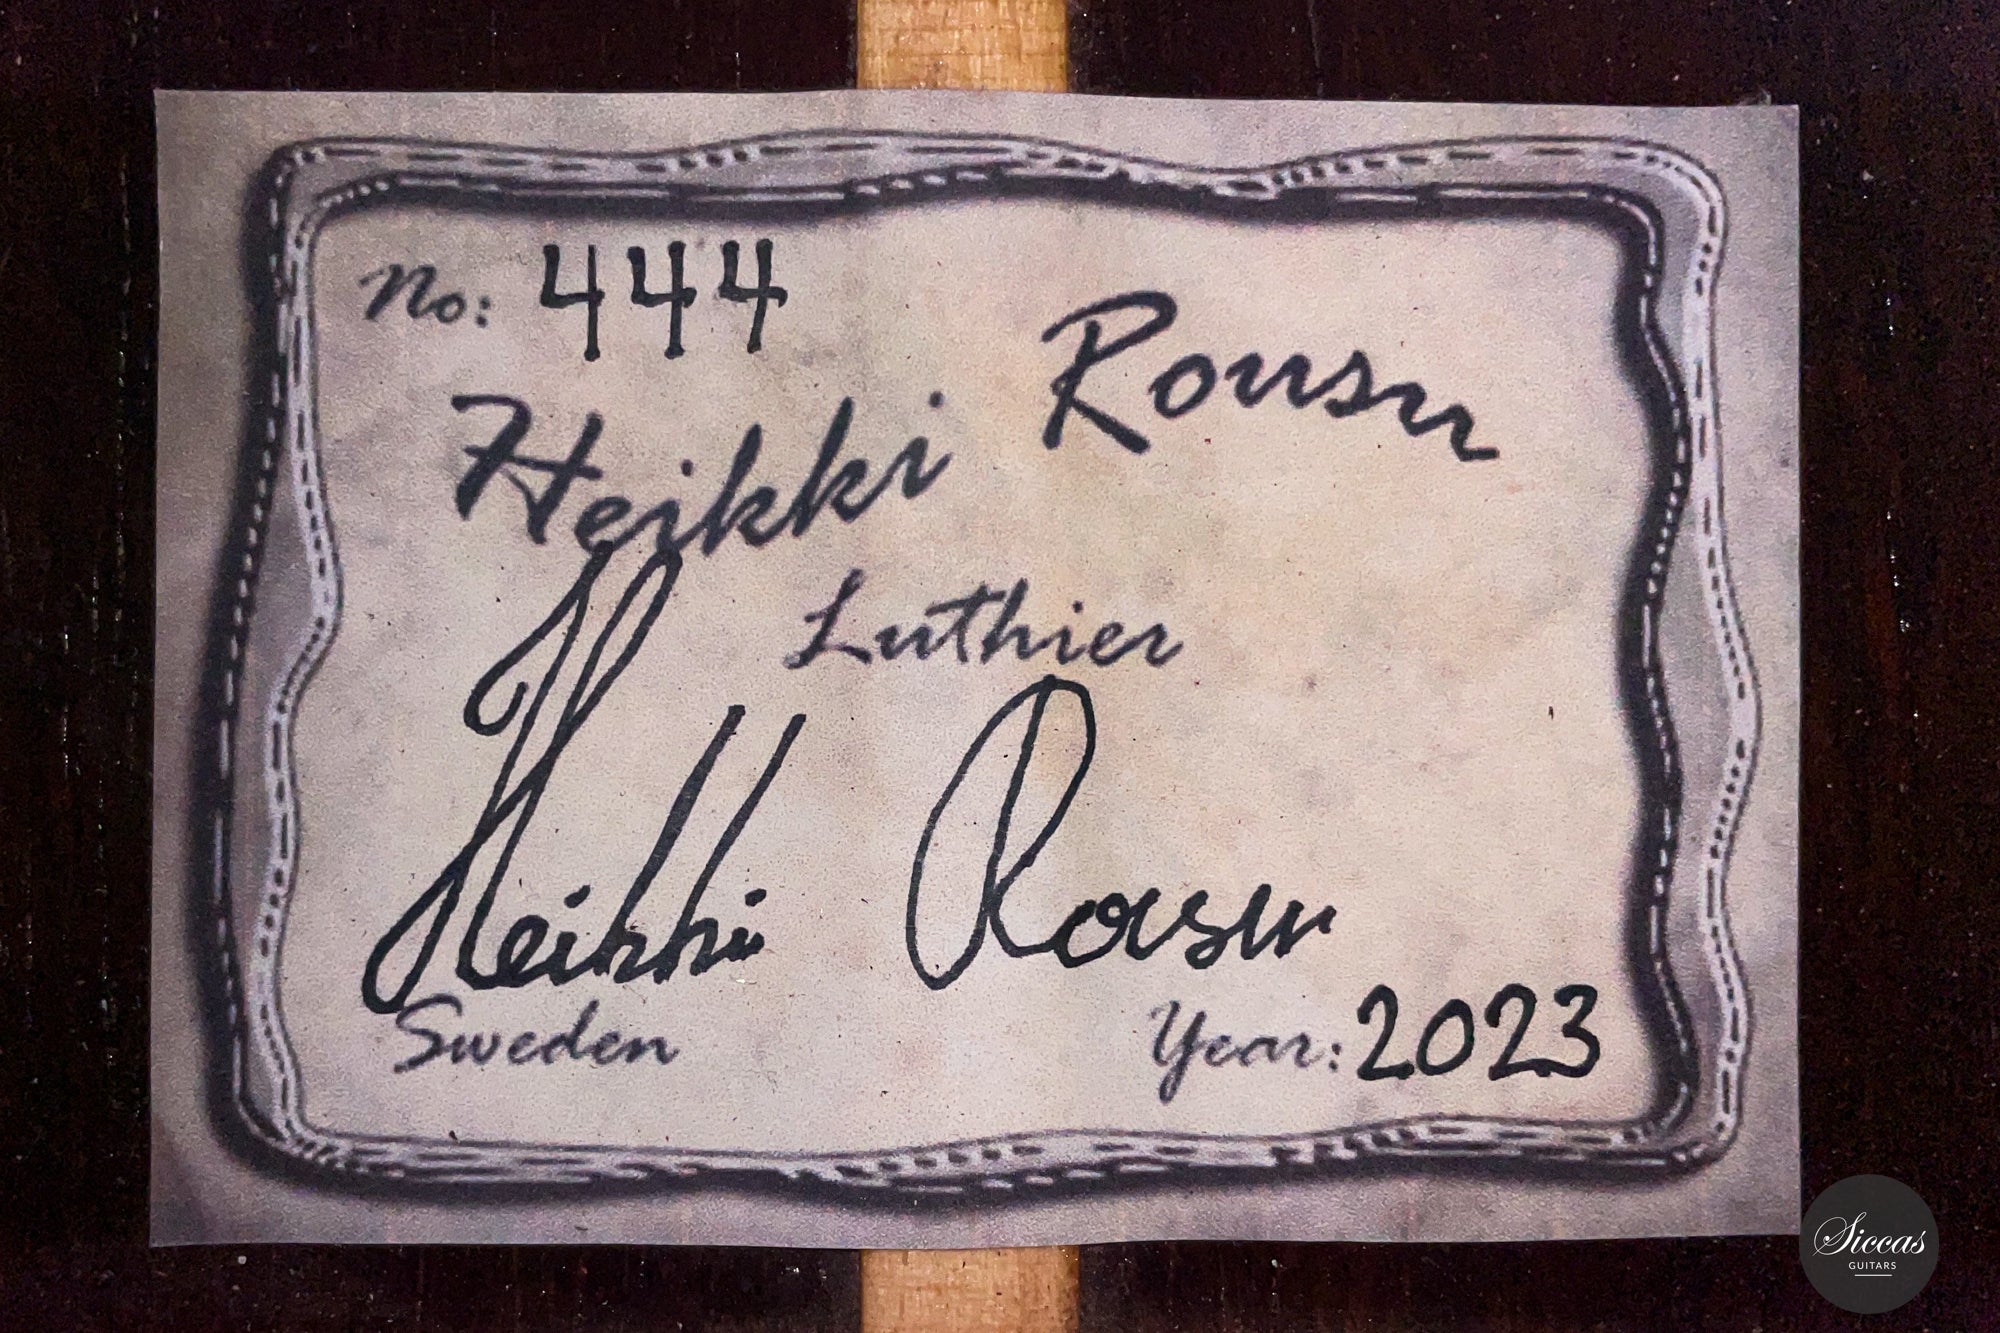 No: 444
Heikki Rousu
Luthier
Heikki Rousu
Sweden Year: 2023
Siccas
GUITARS